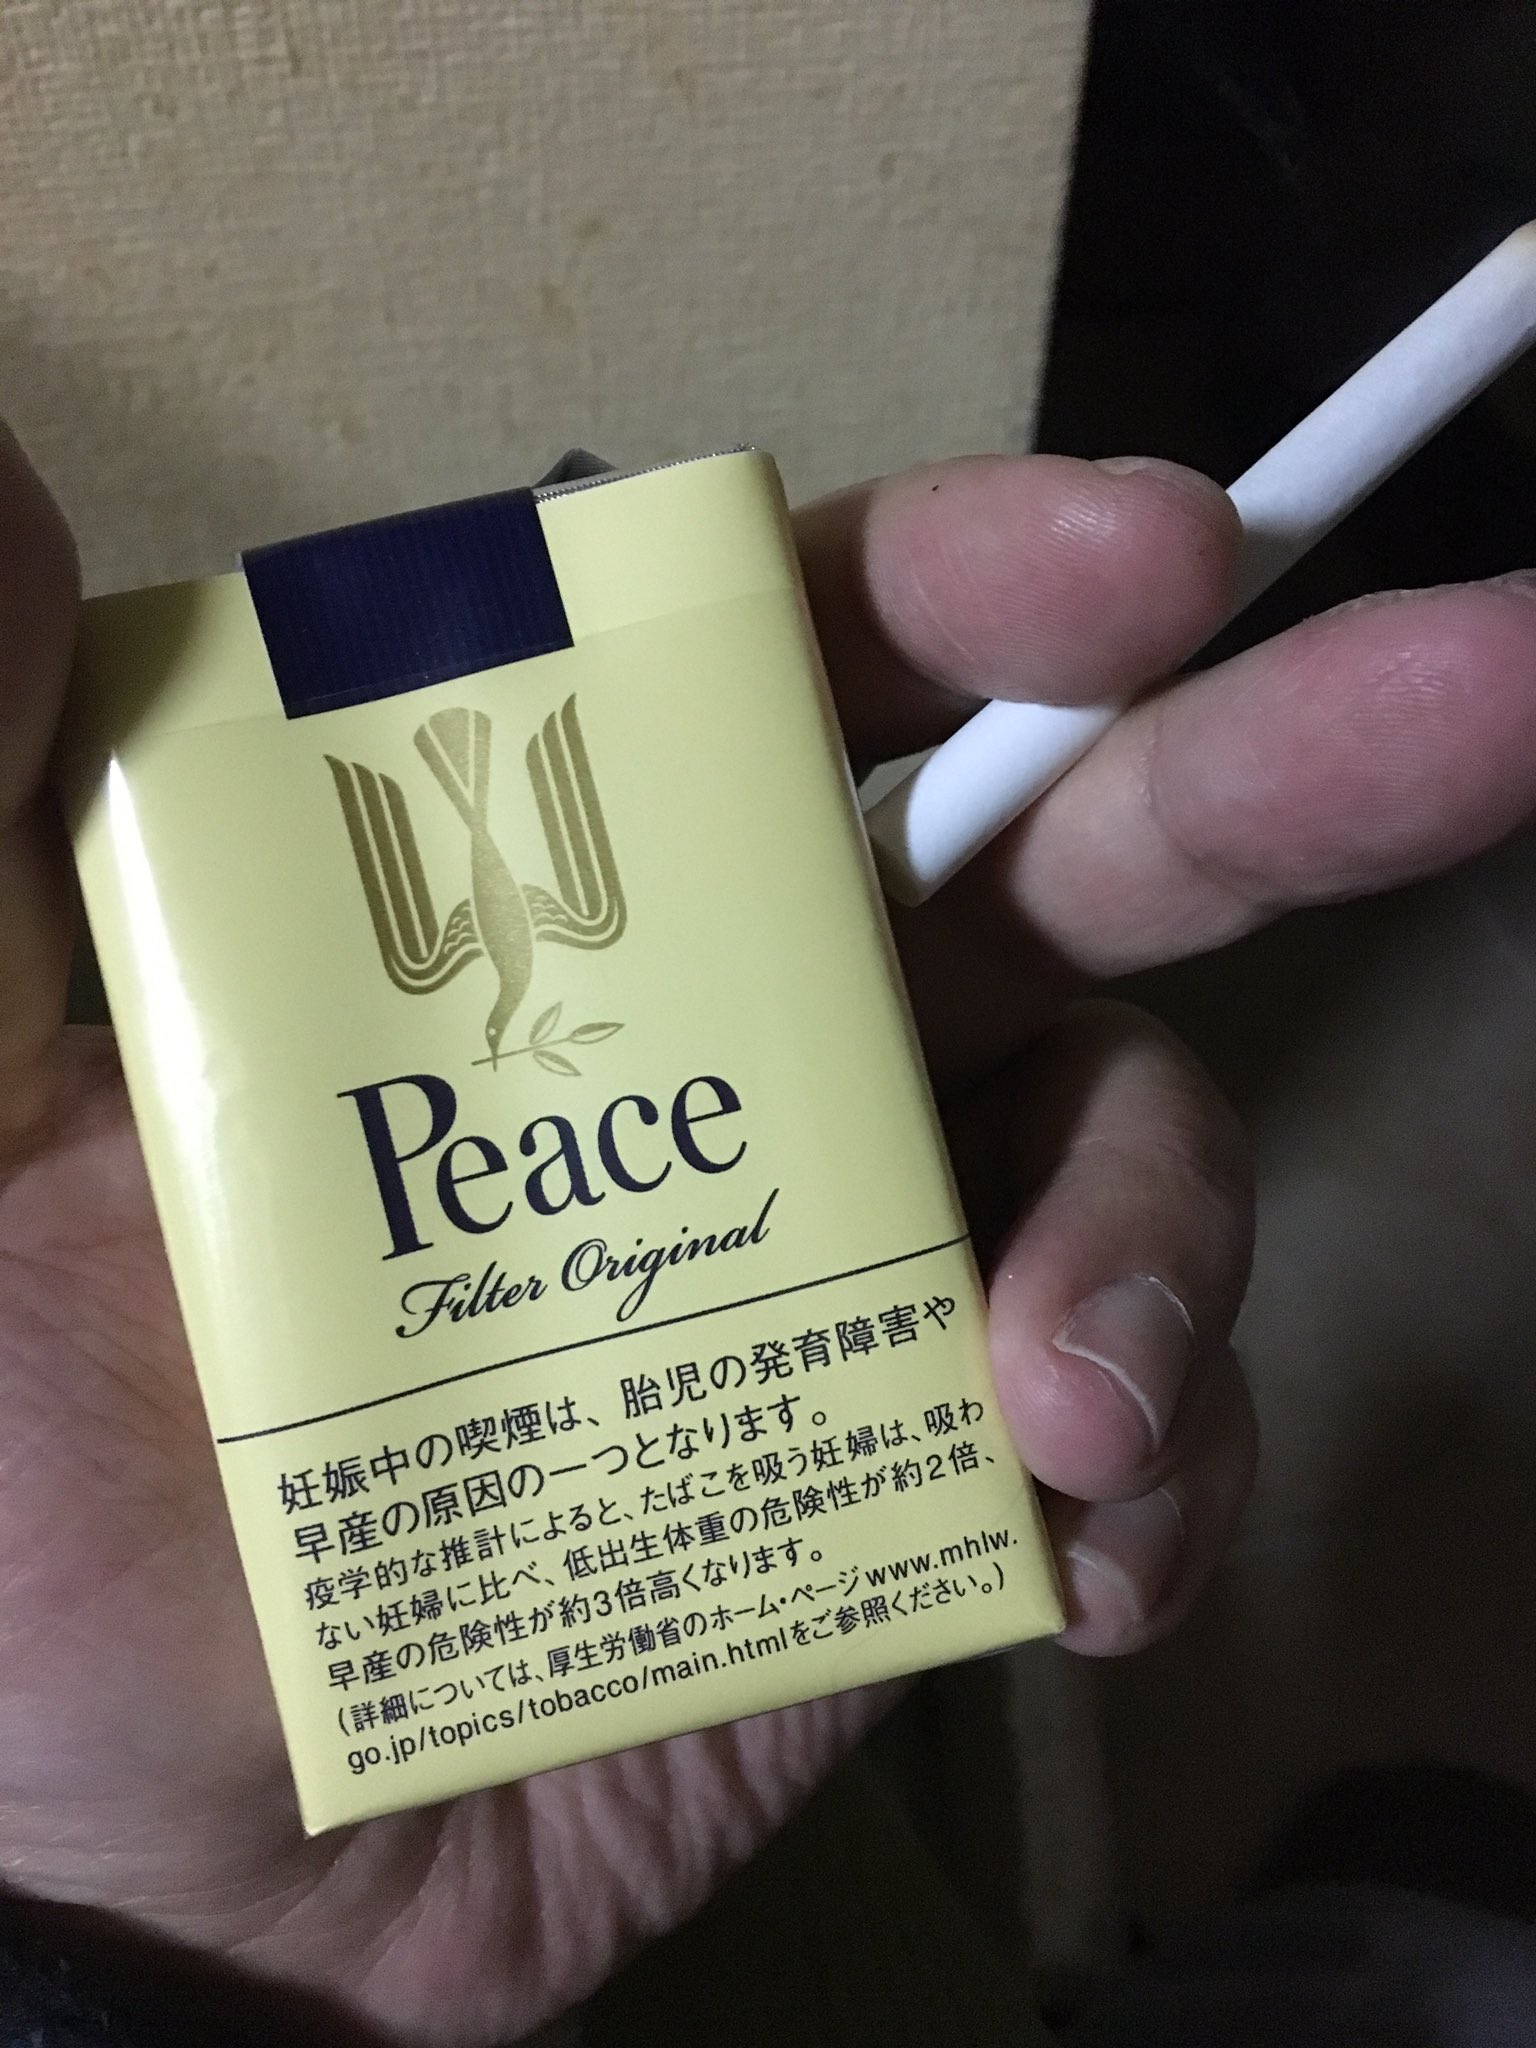 Peace
Filter Original
妊娠中の喫煙は、胎児の発育障害や
早産の原因の一つとなります。
疫学的な推計によると、たばこを吸う妊婦は、吸わ
ない妊婦に比べ、低出生体重の危険性が約2倍、
早産の危険性が約3倍高くなります。
(詳細については、厚生労働省のホーム・ページwww.mhlw.
go.jp/topics/tobacco/main.htmlをご参照ください。)